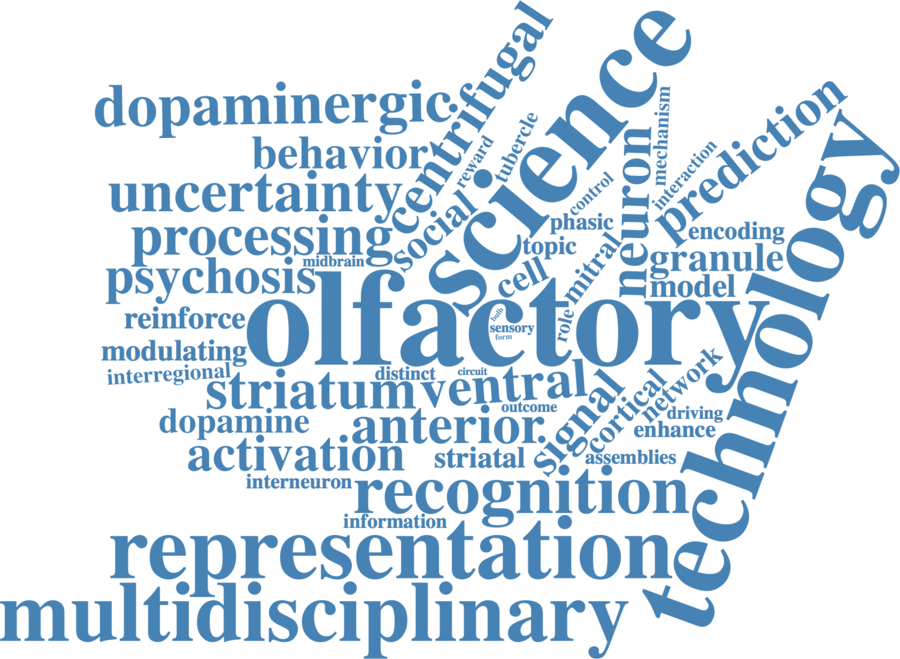 centrifugal
science
dopaminergic
behavior
reward
tubercle
mechanism
prediction
uncertainty
control
neuron
interaction
technology
social
phasic
processing
topic
encoding
midbrain
mitral
granule
psychosis
cell
model
olfactory
reinforce
bulb
sensory
role
form
modulating
interregional
distinct
circuit
striatum
ventral
network
cortical
signal
outcome
driving
dopamine
anterior
enhance
activation
striatal
assemblies
interneuron
recognition
information
representation
multidisciplinary